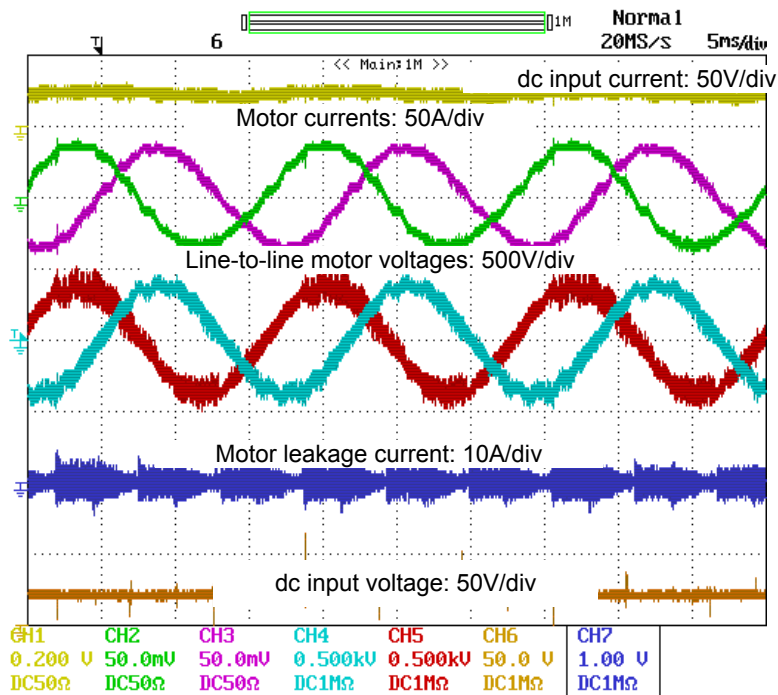 1M Normal
6 20MS/s 5ms/div
<< Main:1M >>
dc input current: 50V/div
Motor currents: 50A/div
Line-to-line motor voltages: 500V/div
Motor leakage current: 10A/div
dc input voltage: 50V/div
CH1 CH2 CH3 CH4 CH5 CH6 CH7
0.200 V 50.0mV 50.0mV 0.500kV 0.500kV 50.0 V 1.00 V
DC50Ω DC50Ω DC50Ω DC1MΩ DC1MΩ DC1MΩ DC1MΩ